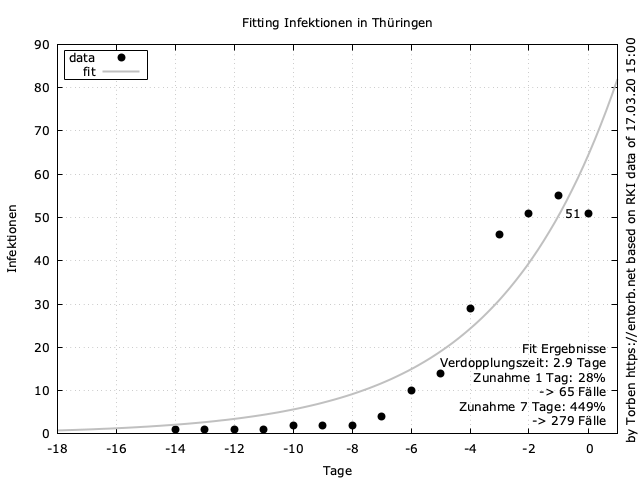 Fitting Infektionen in Thüringen
90
80
70
60
50
40
30
20
10
0
Infektionen
data
fit
51
Fit Ergebnisse
Verdopplungszeit: 2.9 Tage
Zunahme 1 Tag: 28%
-> 65 Fälle
Zunahme 7 Tage: 449%
-> 279 Fälle
-18 -16 -14 -12 -10 -8 -6 -4 -2 0
Tage
by Torben https://entorb.net based on RKI data of 17.03.20 15:00